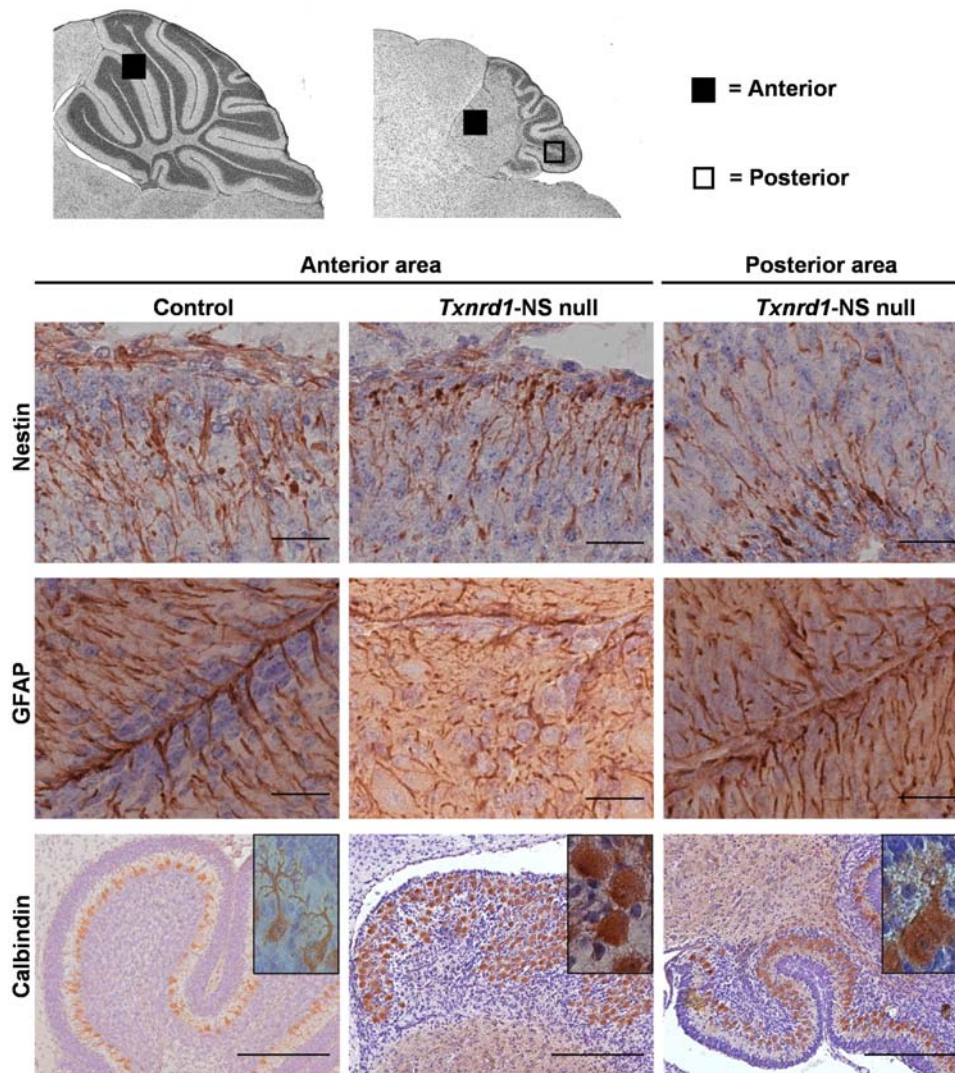 = Anterior
= Posterior
Anterior area
Posterior area
Control
Txnrd1-NS null
Txnrd1-NS null
Nestin
GFAP
Calbindin